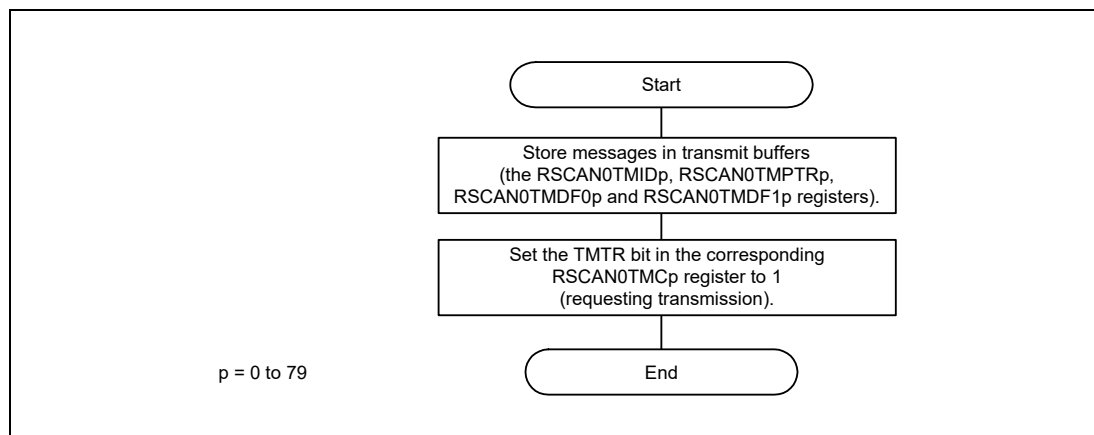 Start
Store messages in transmit buffers
(the RSCAN0TMIDp, RSCAN0TMPTRp,
RSCAN0TMDF0p and RSCAN0TMDF1p registers).
Set the TMTR bit in the corresponding
RSCAN0TMCp register to 1
(requesting transmission).
p = 0 to 79
End